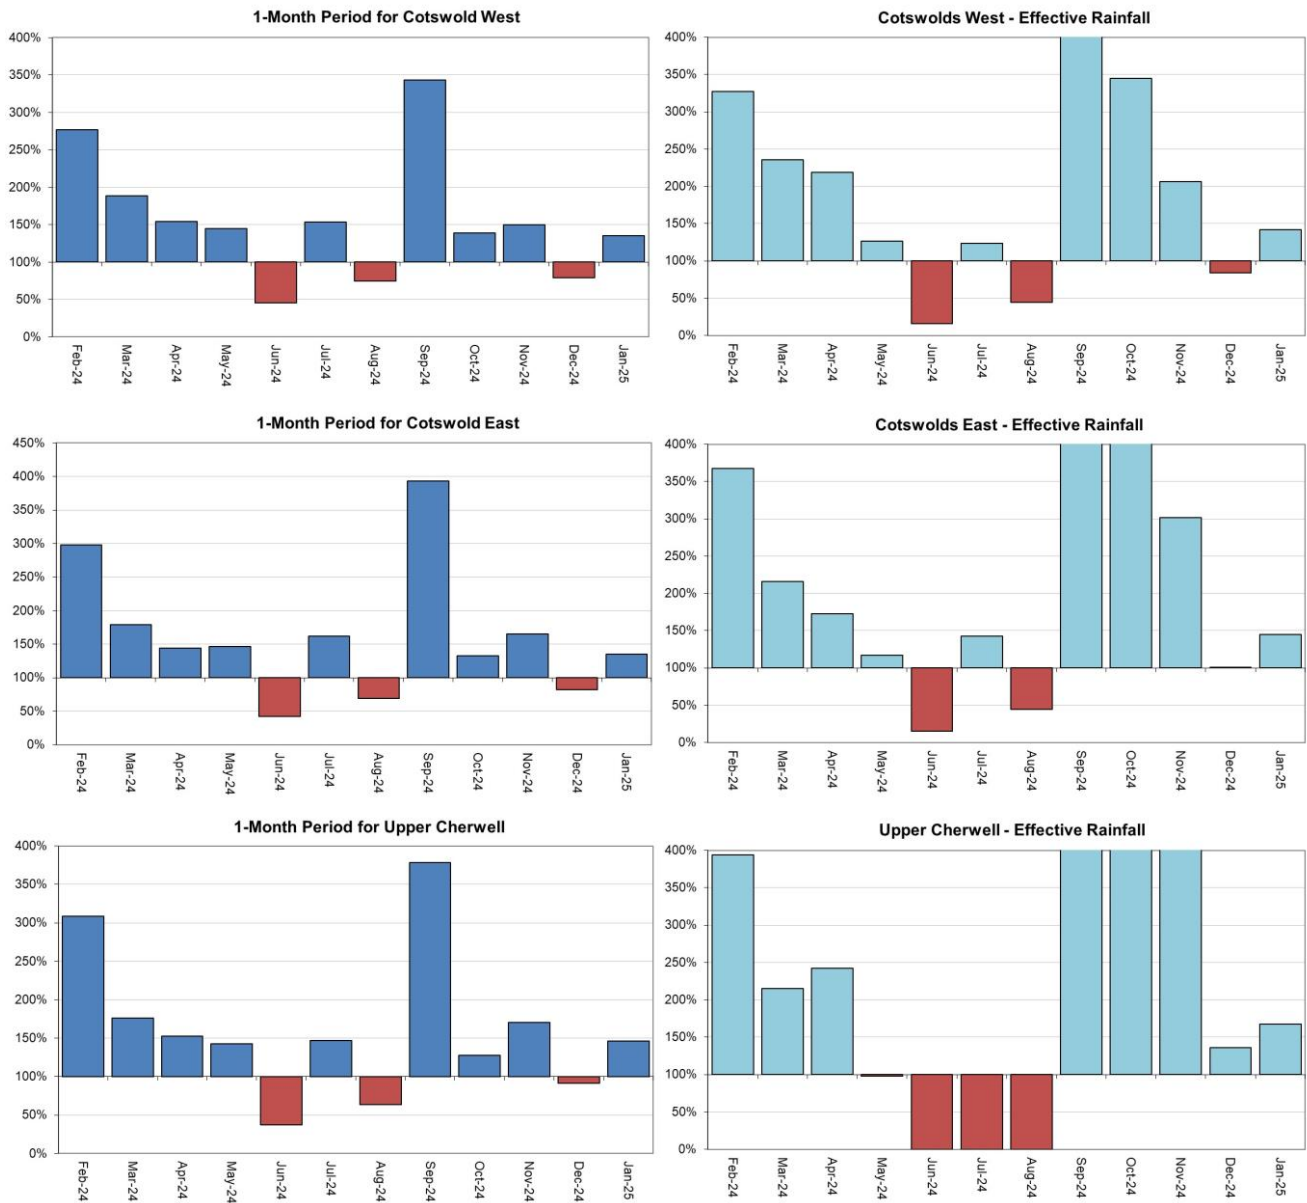 1-Month Period for Cotswold West
400%
350%
300%
250%
200%
150%
100%
50%
0%
Feb-24
Mar-24
Apr-24
May-24
Jun-24
Jul-24
Aug-24
Sep-24
Oct-24
Nov-24
Dec-24
Jan-25
Cotswolds West - Effective Rainfall
400%
350%
300%
250%
200%
150%
100%
50%
0%
Feb-24
Mar-24
Apr-24
May-24
Jun-24
Jul-24
Aug-24
Sep-24
Oct-24
Nov-24
Dec-24
Jan-25
1-Month Period for Cotswold East
450%
400%
350%
300%
250%
200%
150%
100%
50%
0%
Feb-24
Mar-24
Apr-24
May-24
Jun-24
Jul-24
Aug-24
Sep-24
Oct-24
Nov-24
Dec-24
Jan-25
Cotswolds East - Effective Rainfall
400%
350%
300%
250%
200%
150%
100%
50%
0%
Feb-24
Mar-24
Apr-24
May-24
Jun-24
Jul-24
Aug-24
Sep-24
Oct-24
Nov-24
Dec-24
Jan-25
1-Month Period for Upper Cherwell
400%
350%
300%
250%
200%
150%
100%
50%
0%
Feb-24
Mar-24
Apr-24
May-24
Jun-24
Jul-24
Aug-24
Sep-24
Oct-24
Nov-24
Dec-24
Jan-25
Upper Cherwell - Effective Rainfall
400%
350%
300%
250%
200%
150%
100%
50%
0%
Feb-24
Mar-24
Apr-24
May-24
Jun-24
Jul-24
Aug-24
Sep-24
Oct-24
Nov-24
Dec-24
Jan-25